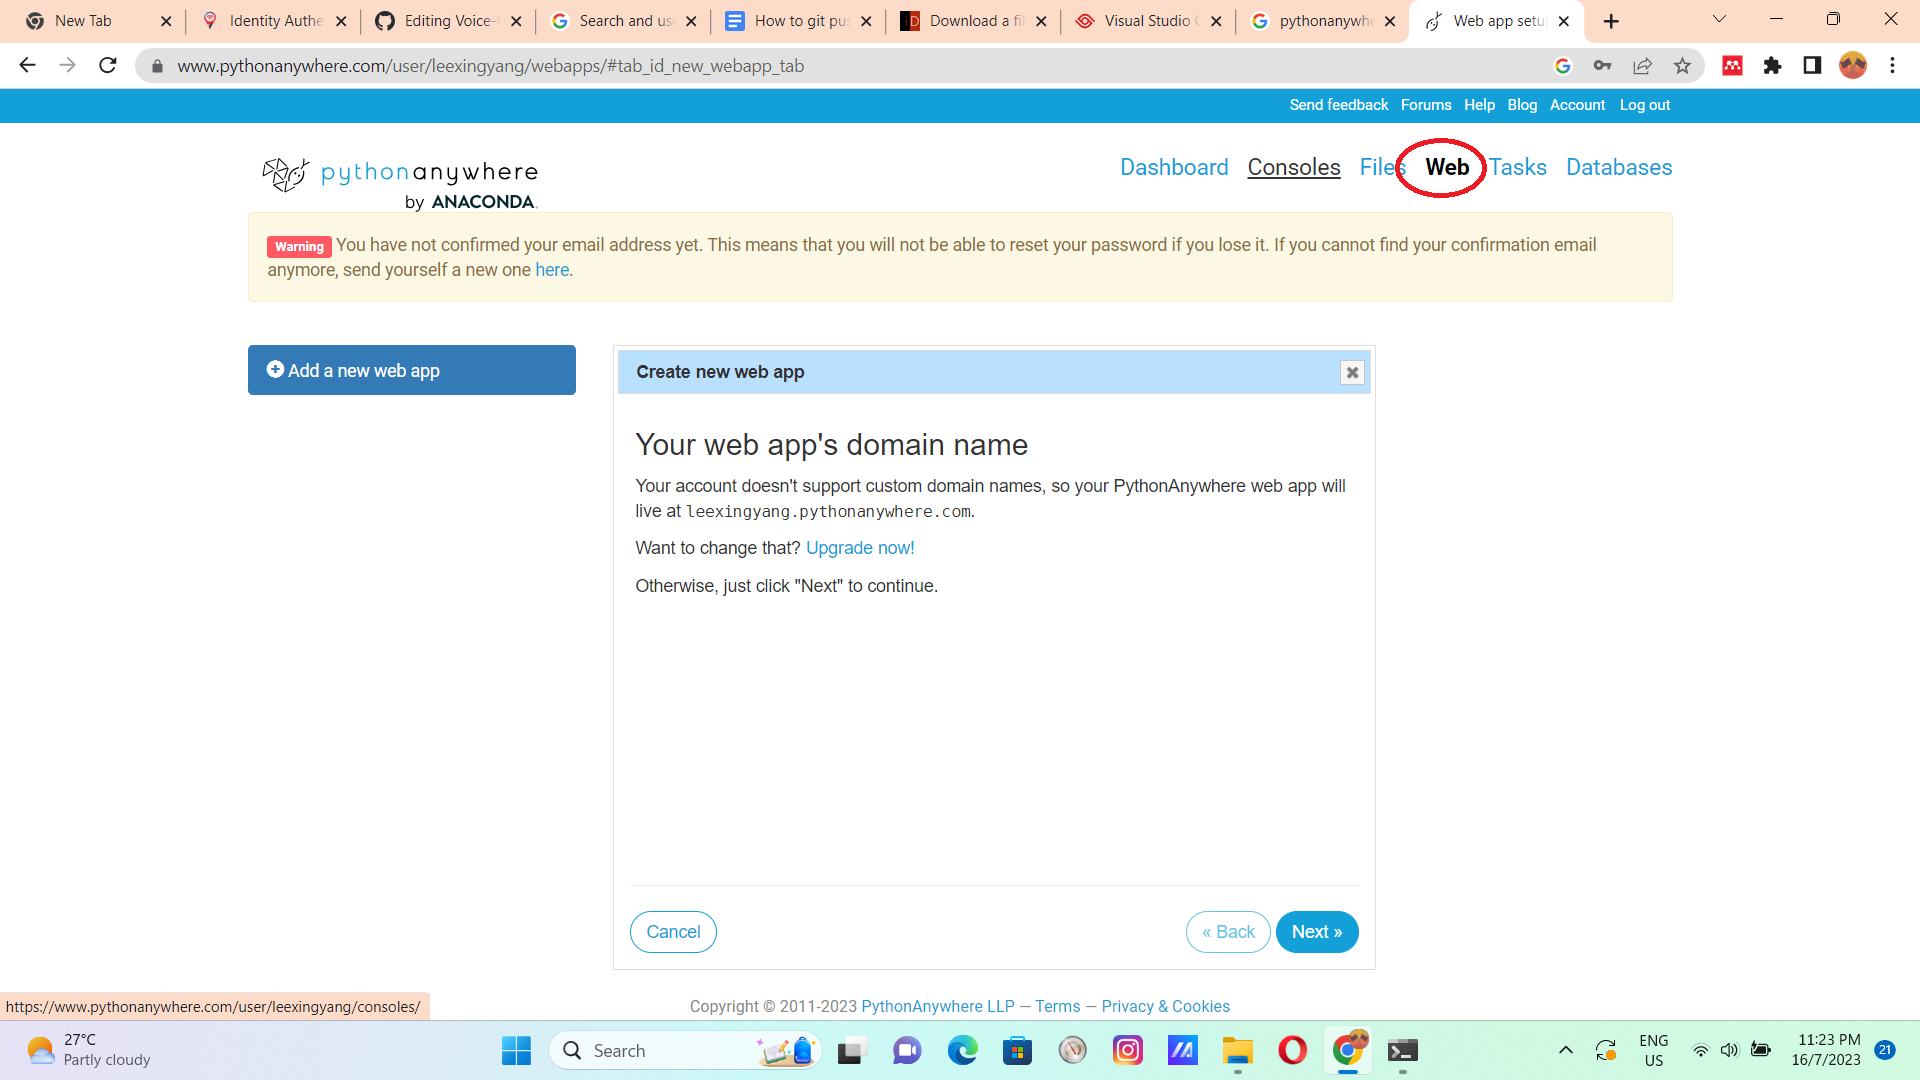 New Tab
Identity Authe
Editing Voice-
Search and us
How to git pus
Download a fi
Visual Studio
pythonanywh
Web app setu
www.pythonanywhere.com/user/leexingyang/webapps/#tab_id_new_webapp_tab
Send feedback Forums Help Blog Account Log out
pythonanywhere
by ANACONDA.
Dashboard Consoles Files Web Tasks Databases
Warning You have not confirmed your email address yet. This means that you will not be able to reset your password if you lose it. If you cannot find your confirmation email
anymore, send yourself a new one here.
Add a new web app
Create new web app
Your web app's domain name
Your account doesn't support custom domain names, so your PythonAnywhere web app will
live at leexingyang.pythonanywhere.com.
Want to change that? Upgrade now!
Otherwise, just click "Next" to continue.
Cancel
« Back
Next »
https://www.pythonanywhere.com/user/leexingyang/consoles/
Copyright © 2011-2023 PythonAnywhere LLP — Terms — Privacy & Cookies
27°C
Partly cloudy
Search
ENG
US
11:23 PM
16/7/2023
21